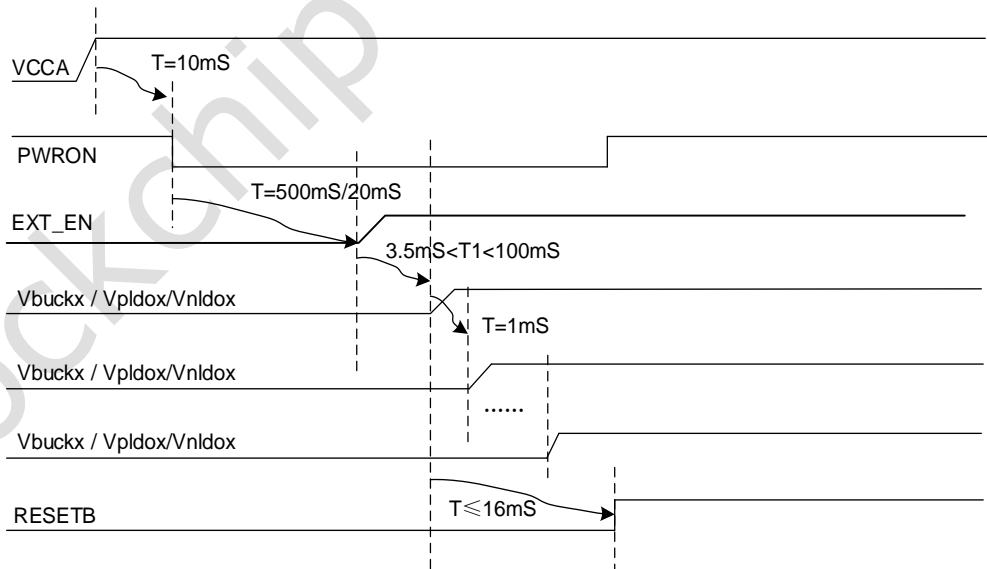 VCCA
T=10mS
PWRON
T=500mS/20mS
EXT_EN
3.5mS<T1<100mS
Vbuckx / Vpldox/Vnldox
T=1mS
Vbuckx / Vpldox/Vnldox
......
Vbuckx / Vpldox/Vnldox
T≤16mS
RESETB
ockchip